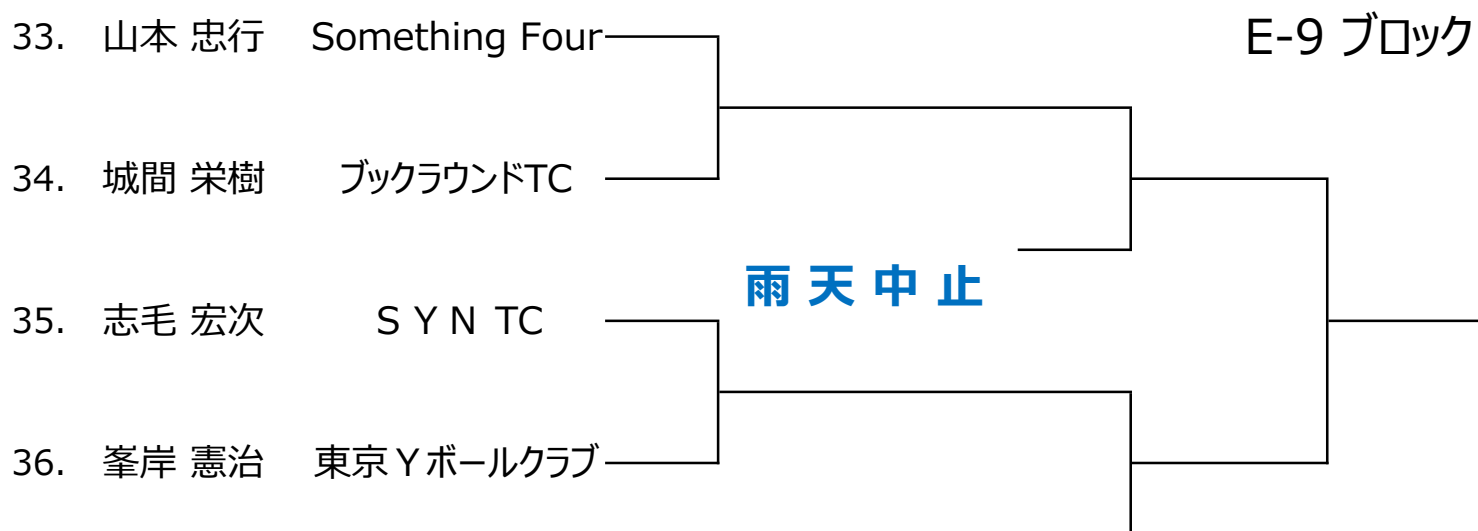 E-9 ブロック
33. 山本 忠行 Something Four
34. 城間 栄樹 ブックラウンドTC
雨天中止
35. 志毛 宏次 ＳＹＮ TC
36. 峯岸 憲治 東京Ｙボールクラブ